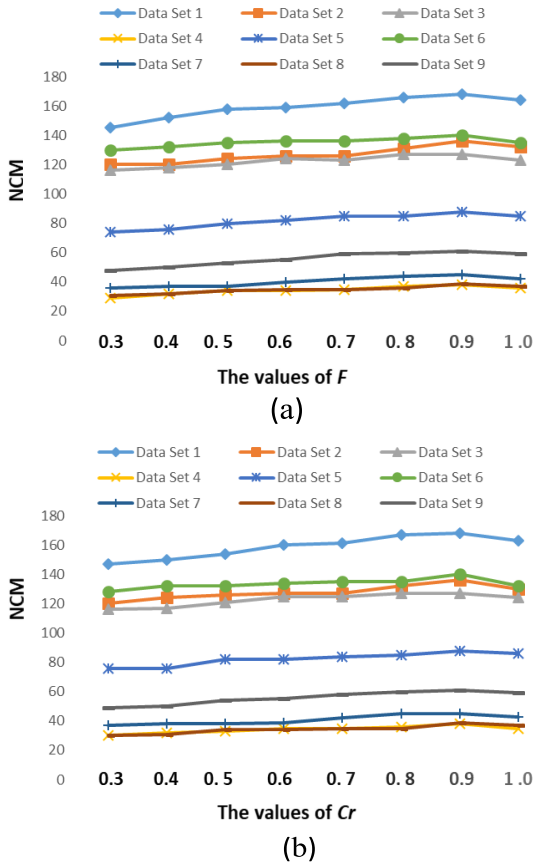 Data Set 1 Data Set 2 Data Set 3
Data Set 4 Data Set 5 Data Set 6
Data Set 7 Data Set 8 Data Set 9
180
160
140
120
100
80
60
40
20
0
NCM
0.3 0.4 0.5 0.6 0.7 0.8 0.9 1.0
The values of F
(a)
Data Set 1 Data Set 2 Data Set 3
Data Set 4 Data Set 5 Data Set 6
Data Set 7 Data Set 8 Data Set 9
180
160
140
120
100
80
60
40
20
0
NCM
0.3 0.4 0.5 0.6 0.7 0.8 0.9 1.0
The values of Cr
(b)